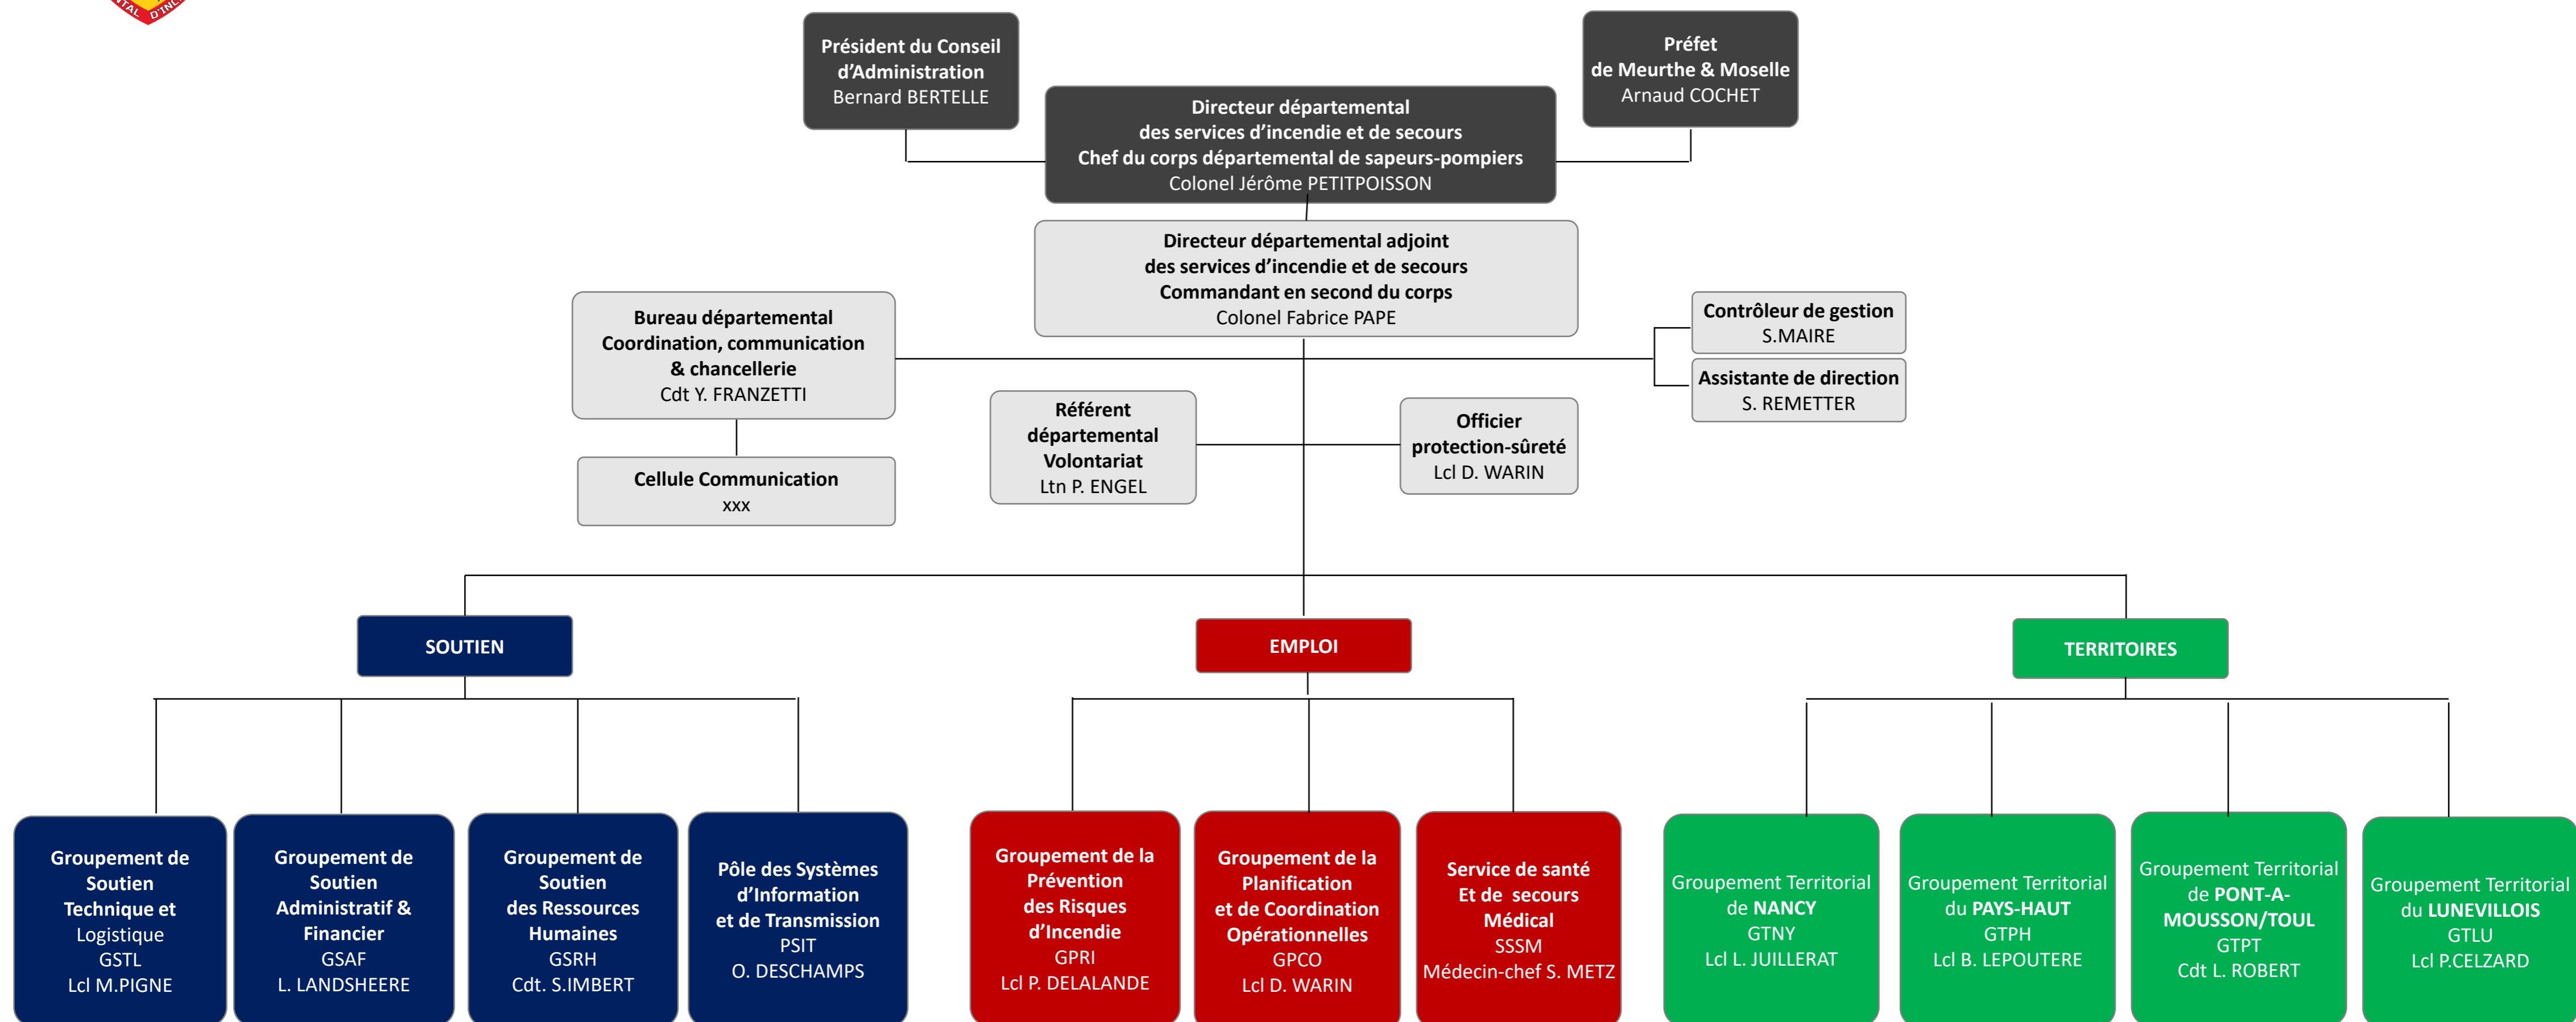 NTAL D'INC
Président du Conseil
d'Administration
Bernard BERTELLE
Préfet
de Meurthe & Moselle
Arnaud COCHET
Directeur départemental
des services d'incendie et de secours
Chef du corps départemental de sapeurs-pompiers
Colonel Jérôme PETITPOISSON
Directeur départemental adjoint
des services d'incendie et de secours
Commandant en second du corps
Colonel Fabrice PAPE
Bureau départemental
Coordination, communication
& chancellerie
Cdt Y. FRANZETTI
Contrôleur de gestion
S.MAIRE
Assistante de direction
S. REMETTER
Cellule Communication
xxx
Référent
départemental
Volontariat
Ltn P. ENGEL
Officier
protection-sûreté
Lcl D. WARIN
SOUTIEN
EMPLOI
TERRITOIRES
Groupement de
Soutien
Technique et
Logistique
GSTL
Lcl M.PIGNE
Groupement de
Soutien
Administratif &
Financier
GSAF
L. LANDSHEERE
Groupement de
Soutien
des Ressources
Humaines
GSRH
Cdt. S.IMBERT
Pôle des Systèmes
d'Information
et de Transmission
PSIT
O. DESCHAMPS
Groupement de la
Prévention
des Risques
d'Incendie
GPRI
Lcl P. DELALANDE
Groupement de la
Planification
et de Coordination
Opérationnelles
GPCO
Lcl D. WARIN
Service de santé
Et de  secours
Médical
SSSM
Médecin-chef S. METZ
Groupement Territorial
de NANCY
GTNY
Lcl L. JUILLERAT
Groupement Territorial
du PAYS-HAUT
GTPH
Lcl B. LEPOUTERE
Groupement Territorial
de PONT-A-
MOUSSON/TOUL
GTPT
Cdt L. ROBERT
Groupement Territorial
du LUNEVILLOIS
GTLU
Lcl P.CELZARD